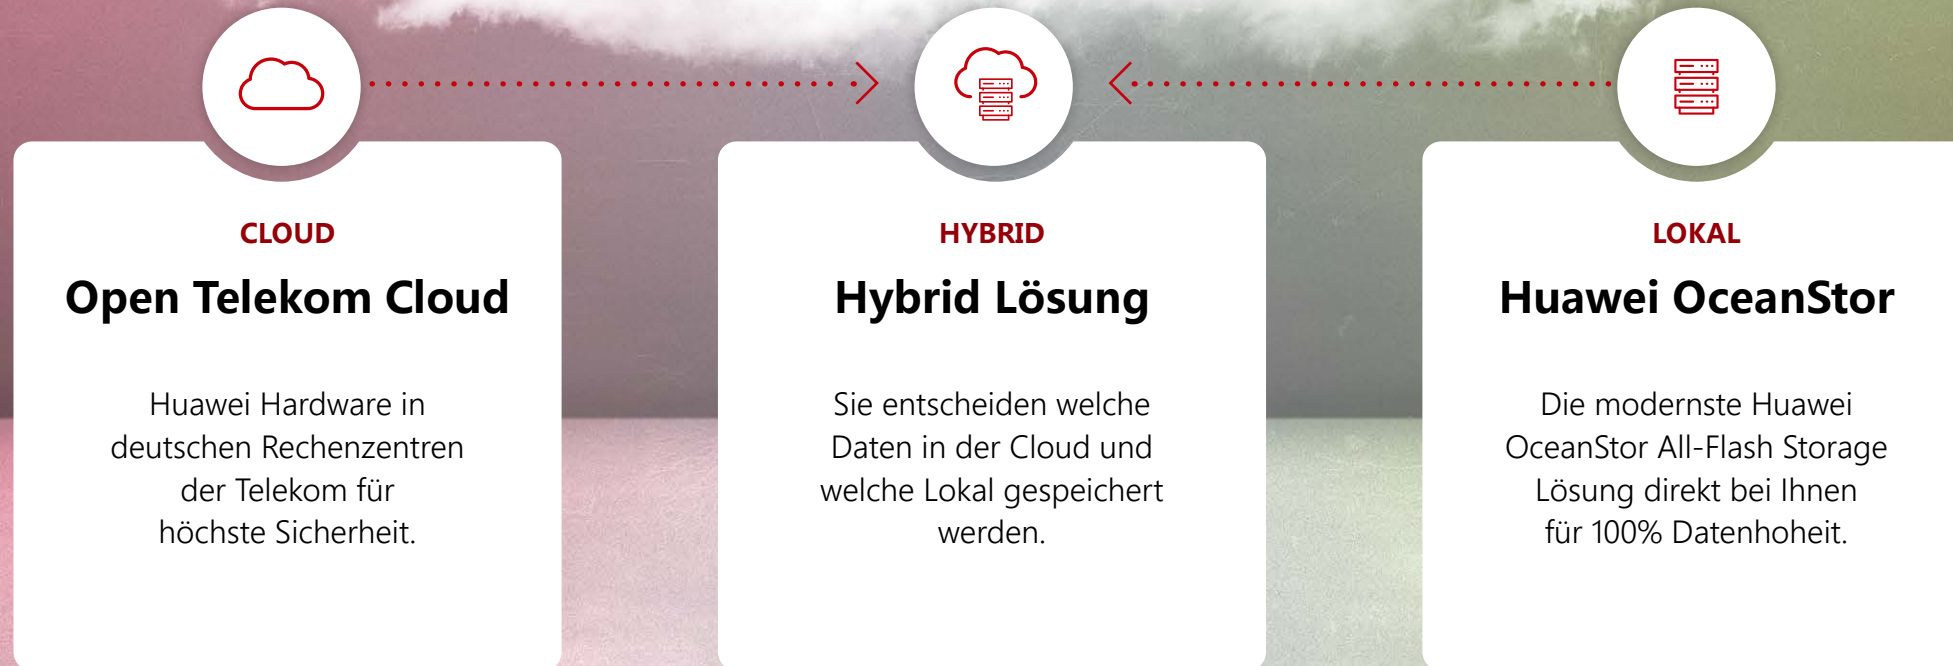 CLOUD
Open Telekom Cloud
Huawei Hardware in
deutschen Rechenzentren
der Telekom für
höchste Sicherheit.
HYBRID
Hybrid Lösung
Sie entscheiden welche
Daten in der Cloud und
welche Lokal gespeichert
werden.
LOKAL
Huawei OceanStor
Die modernste Huawei
OceanStor All-Flash Storage
Lösung direkt bei Ihnen
für 100% Datenhoheit.